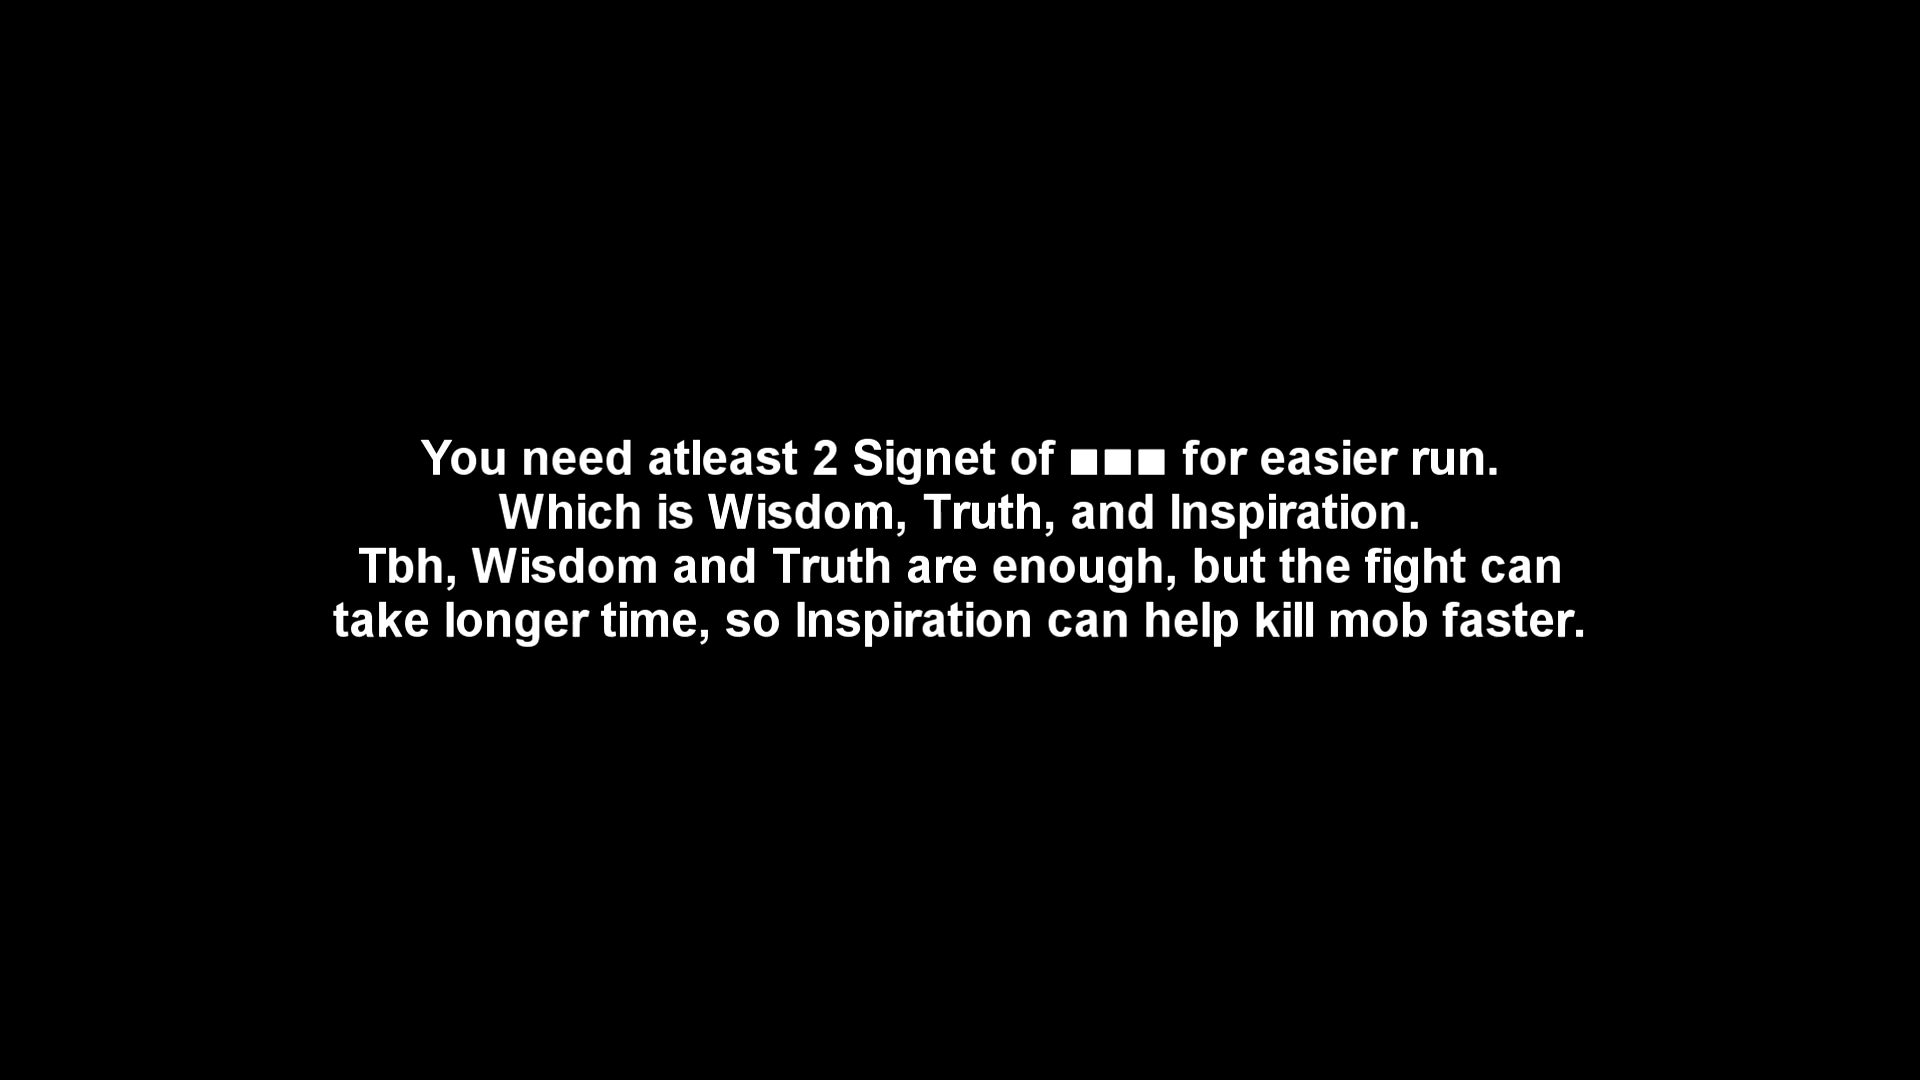 You need atleast 2 Signet of ■■■ for easier run.
Which is Wisdom, Truth, and Inspiration.
Tbh, Wisdom and Truth are enough, but the fight can
take longer time, so Inspiration can help kill mob faster.